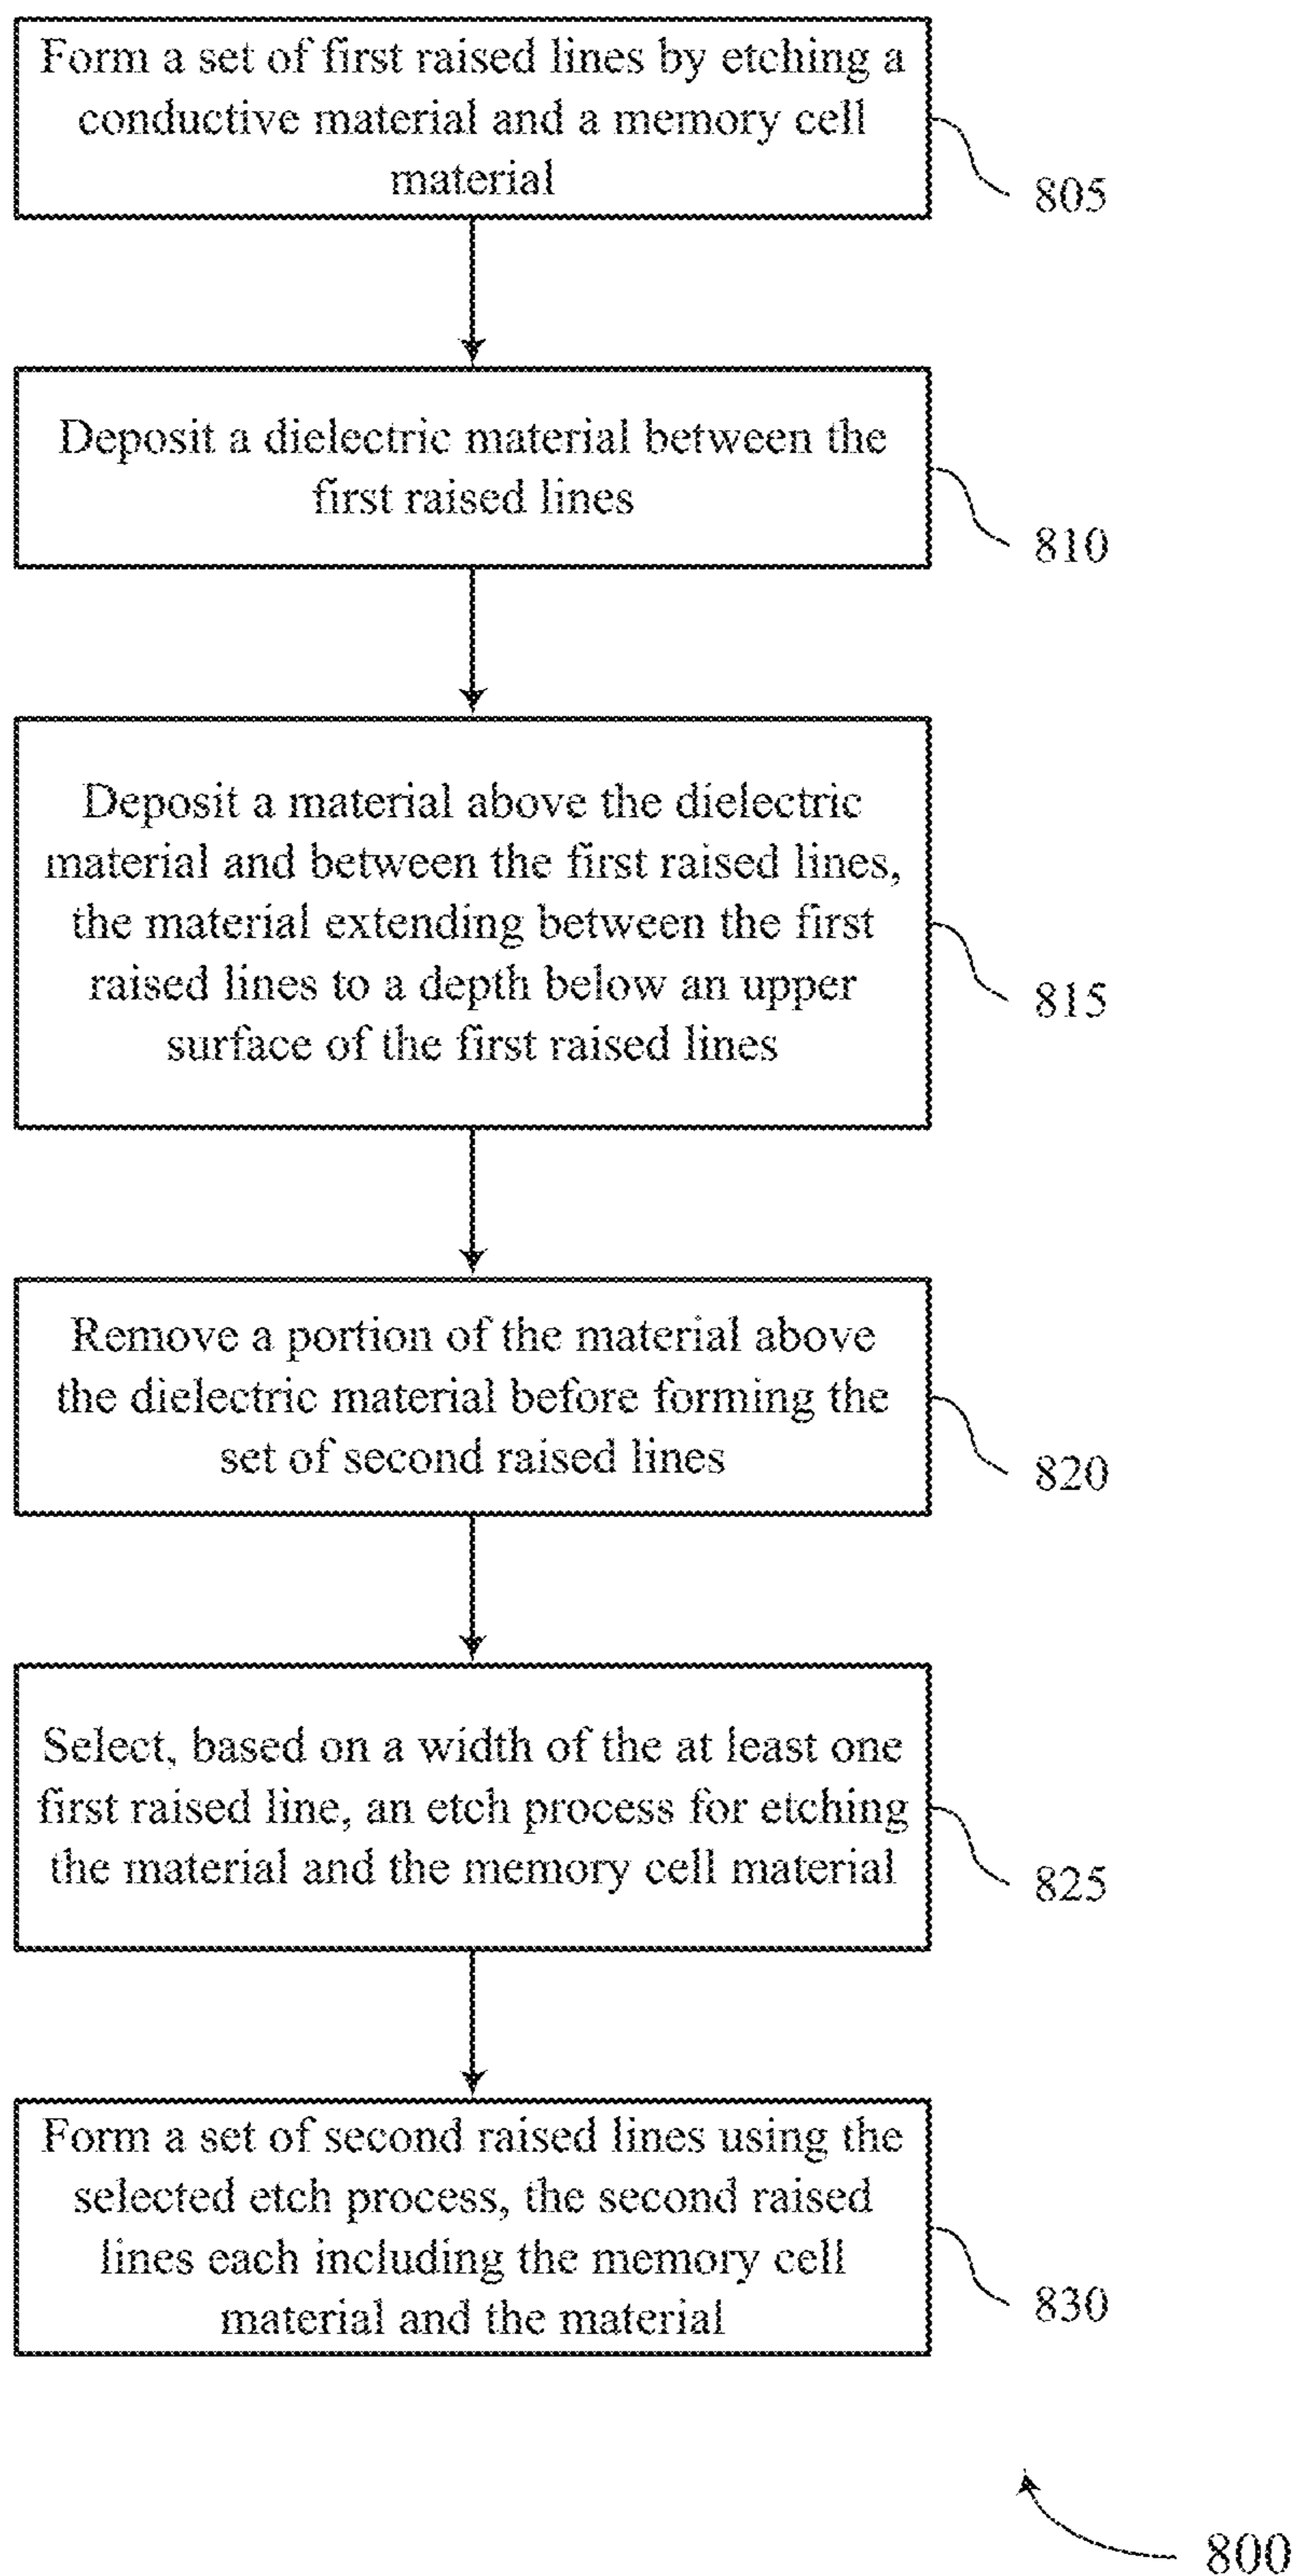 Form a set of first raised lines by etching a
conductive material and a memory cell
material
805
Deposit a dielectric material between the
first raised lines
810
Deposit a material above the dielectric
material and between the first raised lines,
the material extending between the first
raised lines to a depth below an upper
surface of the first raised lines
815
Remove a portion of the material above
the dielectric material before forming the
set of second raised lines
820
Select, based on a width of the at least one
first raised line, an etch process for etching
the material and the memory cell material
825
Form a set of second raised lines using the
selected etch process, the second raised
lines each including the memory cell
material and the material
830
800